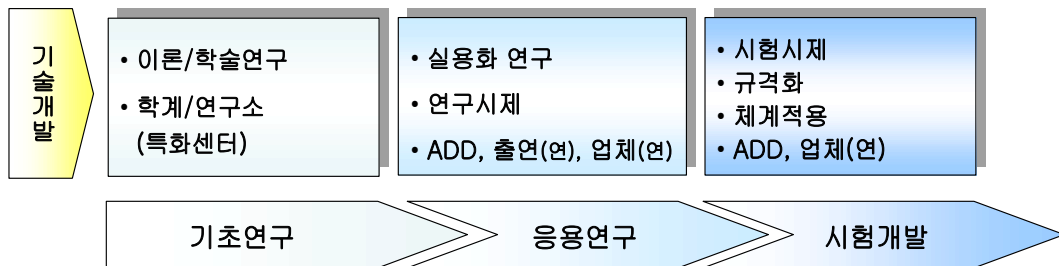 기술개발
• 이론/학술연구
• 학계/연구소
(특화센터)
• 실용화 연구
• 연구시제
• ADD, 출연(연), 업체(연)
• 시험시제
• 규격화
• 체계적용
• ADD, 업체(연)
기초연구
응용연구
시험개발